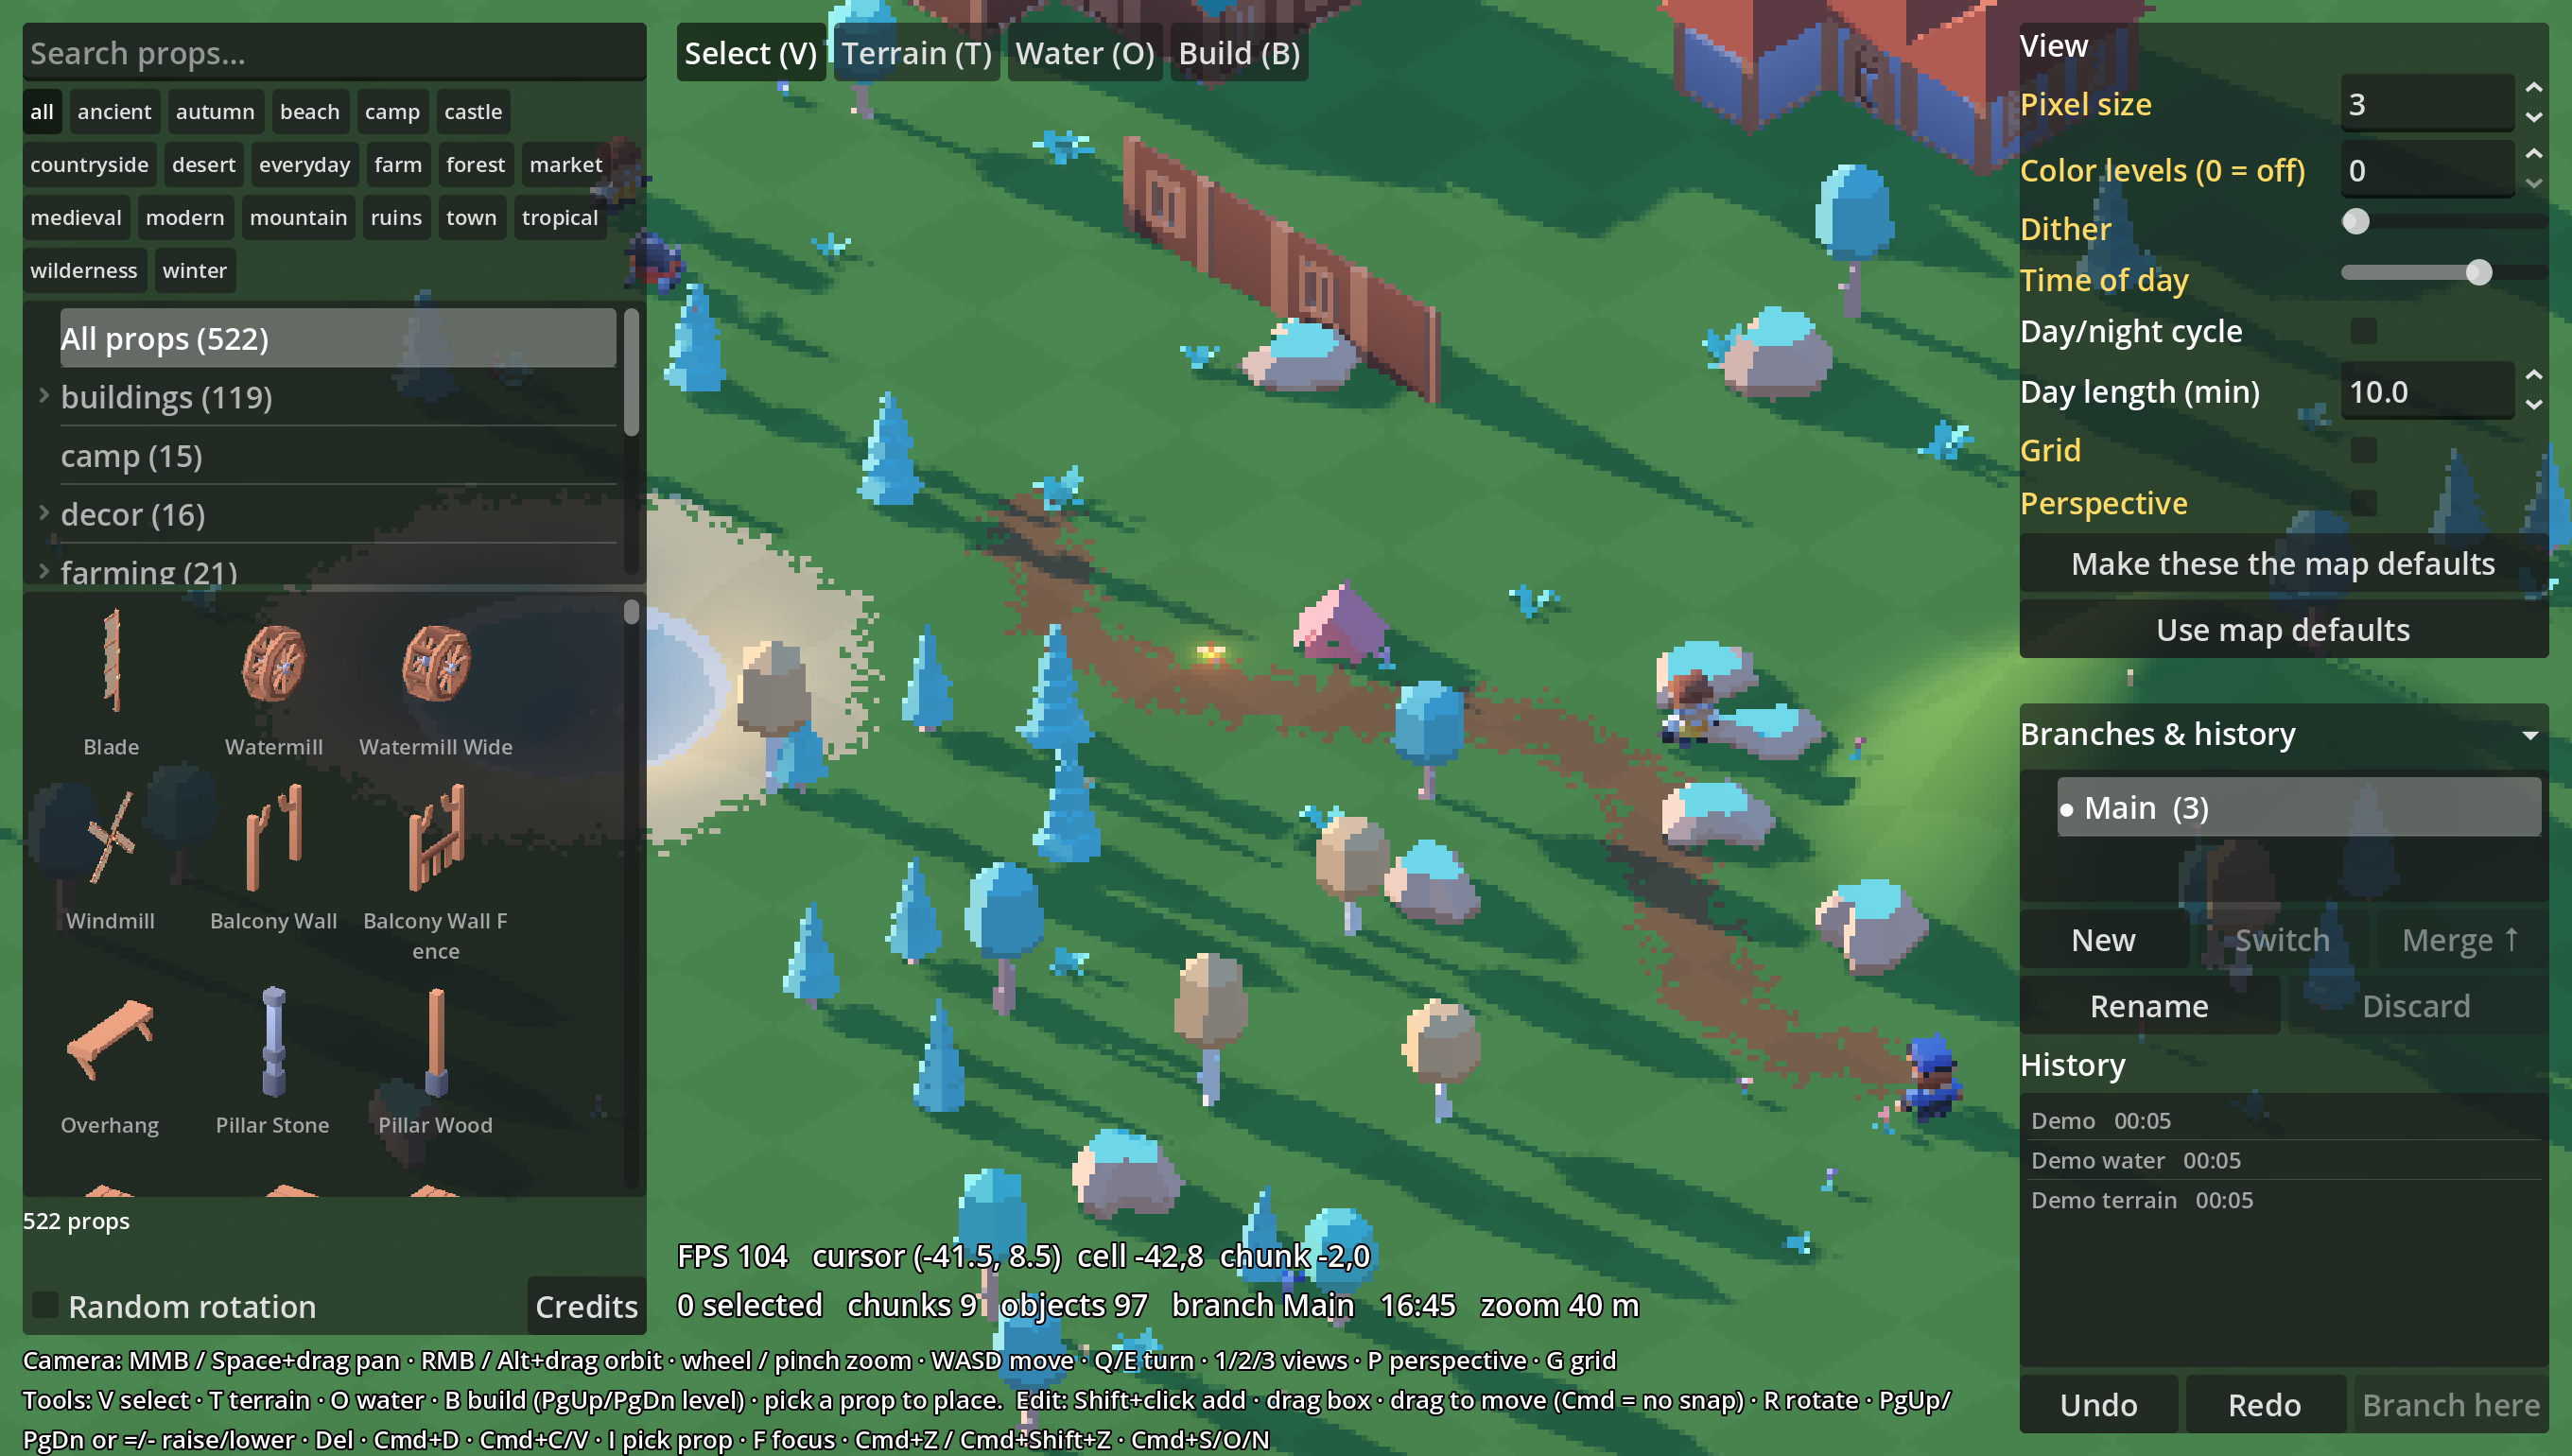 Search props...
all ancient autumn beach camp castle
countryside desert everyday farm forest market
medieval modern mountain ruins town tropical
wilderness winter
All props (522)
buildings (119)
camp (15)
decor (16)
farming (21)
Blade Watermill Watermill Wide
Windmill Balcony Wall Balcony Wall F
ence
Overhang Pillar Stone Pillar Wood
522 props
Random rotation Credits
Select (V) Terrain (T) Water (O) Build (B)
View
Pixel size 3
Color levels (0 = off) 0
Dither
Time of day
Day/night cycle
Day length (min) 10.0
Grid
Perspective
Make these the map defaults
Use map defaults
Branches & history
● Main (3)
New Switch Merge ↑
Rename Discard
History
Demo 00:05
Demo water 00:05
Demo terrain 00:05
Undo Redo Branch here
FPS 104 cursor (-41.5, 8.5) cell -42,8 chunk -2,0
0 selected chunks 9 objects 97 branch Main 16:45 zoom 40 m
Camera: MMB / Space+drag pan · RMB / Alt+drag orbit · wheel / pinch zoom · WASD move · Q/E turn · 1/2/3 views · P perspective · G grid
Tools: V select · T terrain · O water · B build (PgUp/PgDn level) · pick a prop to place. Edit: Shift+click add · drag box · drag to move (Cmd = no snap) · R rotate · PgUp/
PgDn or =/- raise/lower · Del · Cmd+D · Cmd+C/V · I pick prop · F focus · Cmd+Z / Cmd+Shift+Z · Cmd+S/O/N